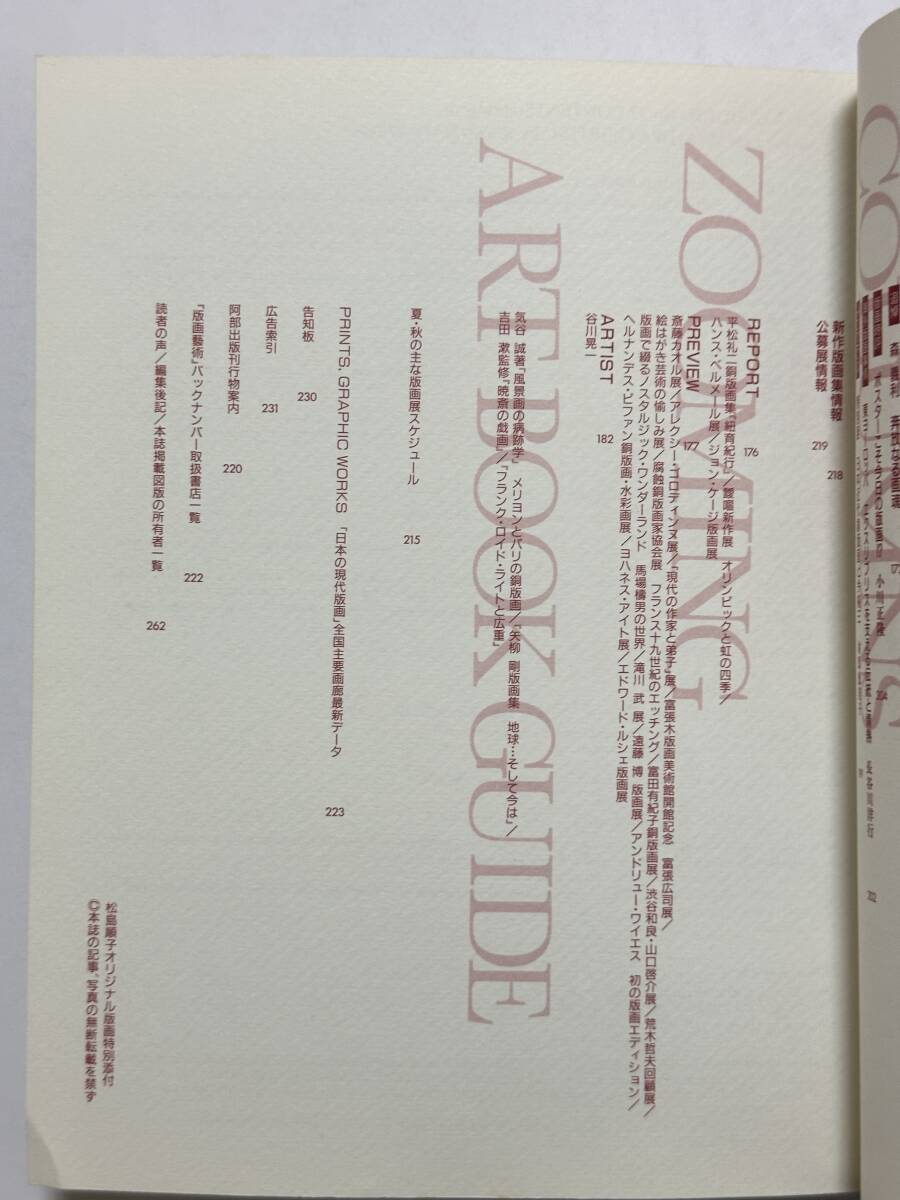 新作版画集情報 218
公募展情報 219
ZOOMING
REPORT 176
平松礼二銅版画集「紐育紀行」／靉嘔新作展 オリンピックと虹の四季／
ハンス・ベルメール展／ジョン・ケージ版画展
PREVIEW 177
斎藤カオル展／アレクシー・ゴロディンヌ展／「現代の作家と弟子」展／富張木版画美術館開館記念 富張広司展／
絵はがき芸術の愉しみ展／腐蝕銅版画家協会展 フランス十九世紀のエッチング／富田有紀子銅版画展／渋谷和良・山口啓介展／荒木哲夫回顧展／
版画で綴るノスタルジック・ワンダーランド 馬場檮男の世界／滝川 武 展／遠藤 博 版画展／アンドリュー・ワイエス 初の版画エディション／
ヘルナンデス・ピファン銅版画・水彩画展／ヨハネス・アイト展／エドワード・ルシェ版画展
ARTIST 182
谷川晃一
ART BOOK GUIDE
気谷 誠著「風景画の病跡学」 メリヨンとパリの銅版画／「矢柳 剛版画集 地球…そして今は」／
吉田 漱監修「暁斎の戯画」／「フランク・ロイド・ライトと広重」
夏・秋の主な版画展スケジュール 215
PRINTS, GRAPHIC WORKS 「日本の現代版画」全国主要画廊最新データ 223
告知板 230
広告索引 231
阿部出版刊行物案内 220
「版画藝術」バックナンバー取扱書店一覧 222
読者の声／編集後記／本誌掲載図版の所有者一覧 262
松島順子オリジナル版画特別添付
©本誌の記事、写真の無断転載を禁ず